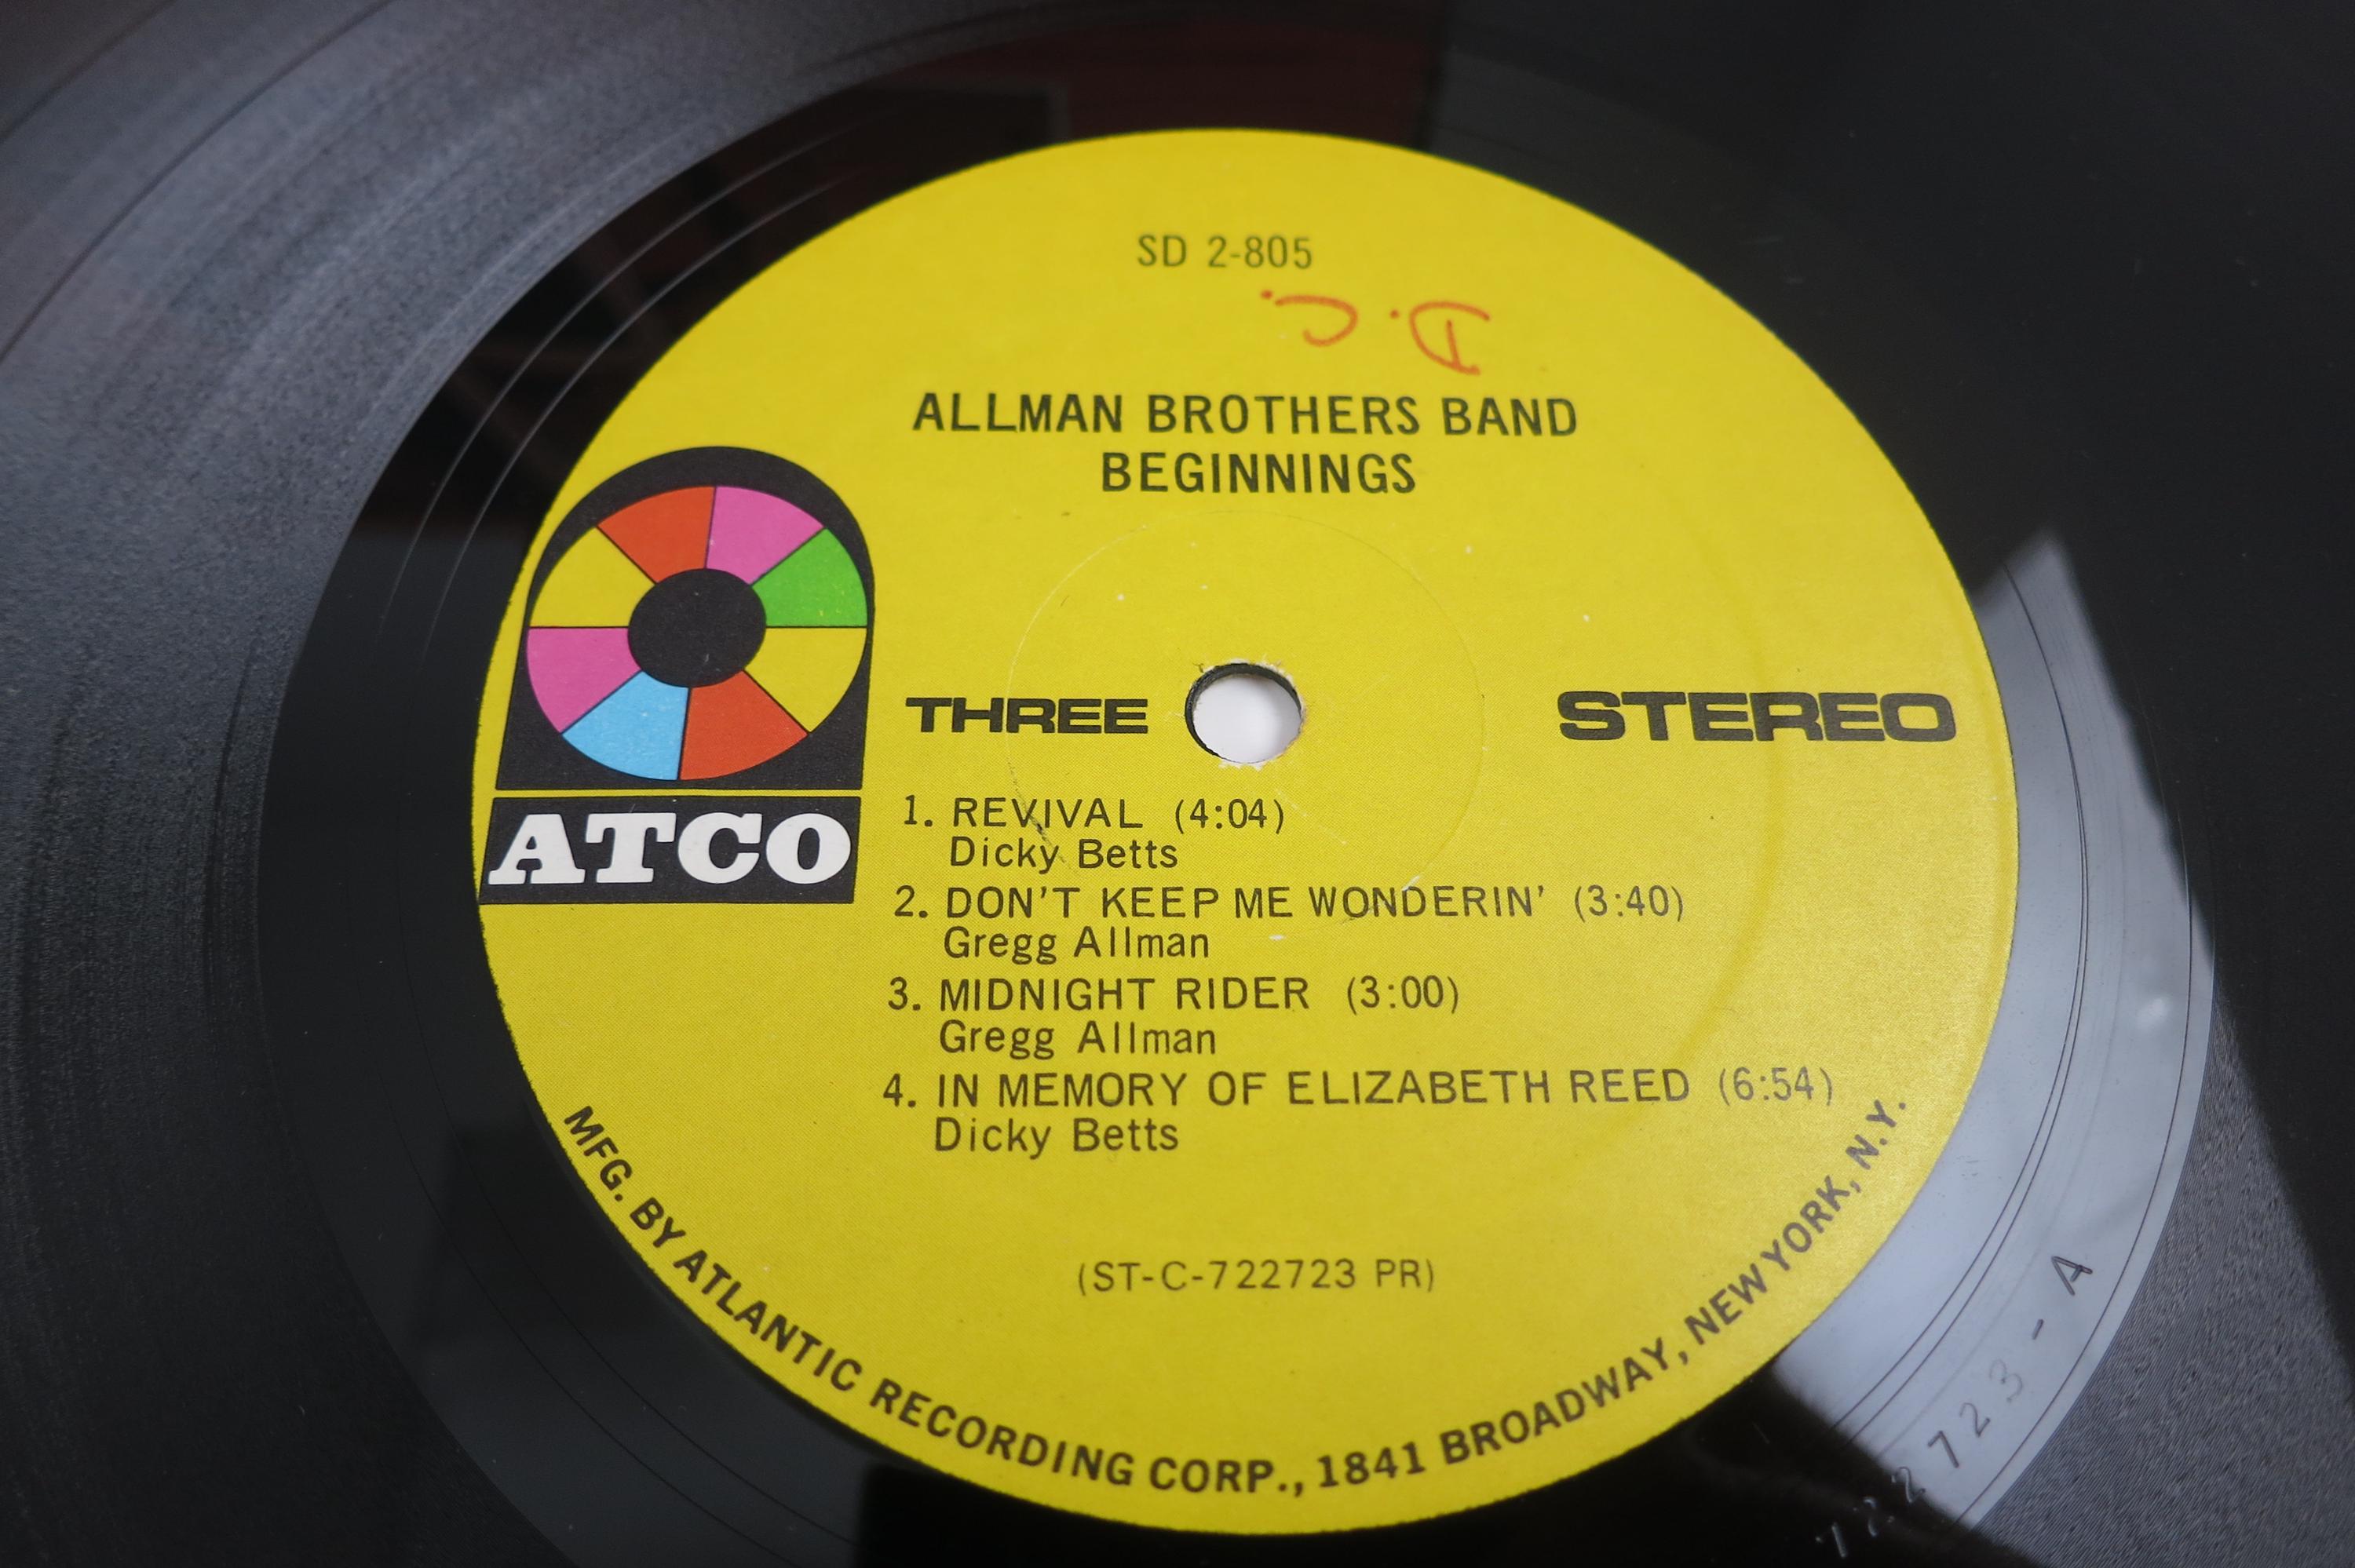 SD 2-805
D.C.
ALLMAN BROTHERS BAND
BEGINNINGS
THREE
STEREO
ATCO
1. REVIVAL (4:04)
Dicky Betts
2. DON'T KEEP ME WONDERIN' (3:40)
Gregg Allman
3. MIDNIGHT RIDER (3:00)
Gregg Allman
4. IN MEMORY OF ELIZABETH REED (6:54)
Dicky Betts
(ST-C-722723 PR)
MFG. BY ATLANTIC RECORDING CORP., 1841 BROADWAY, NEW YORK, N.Y.
722723-A